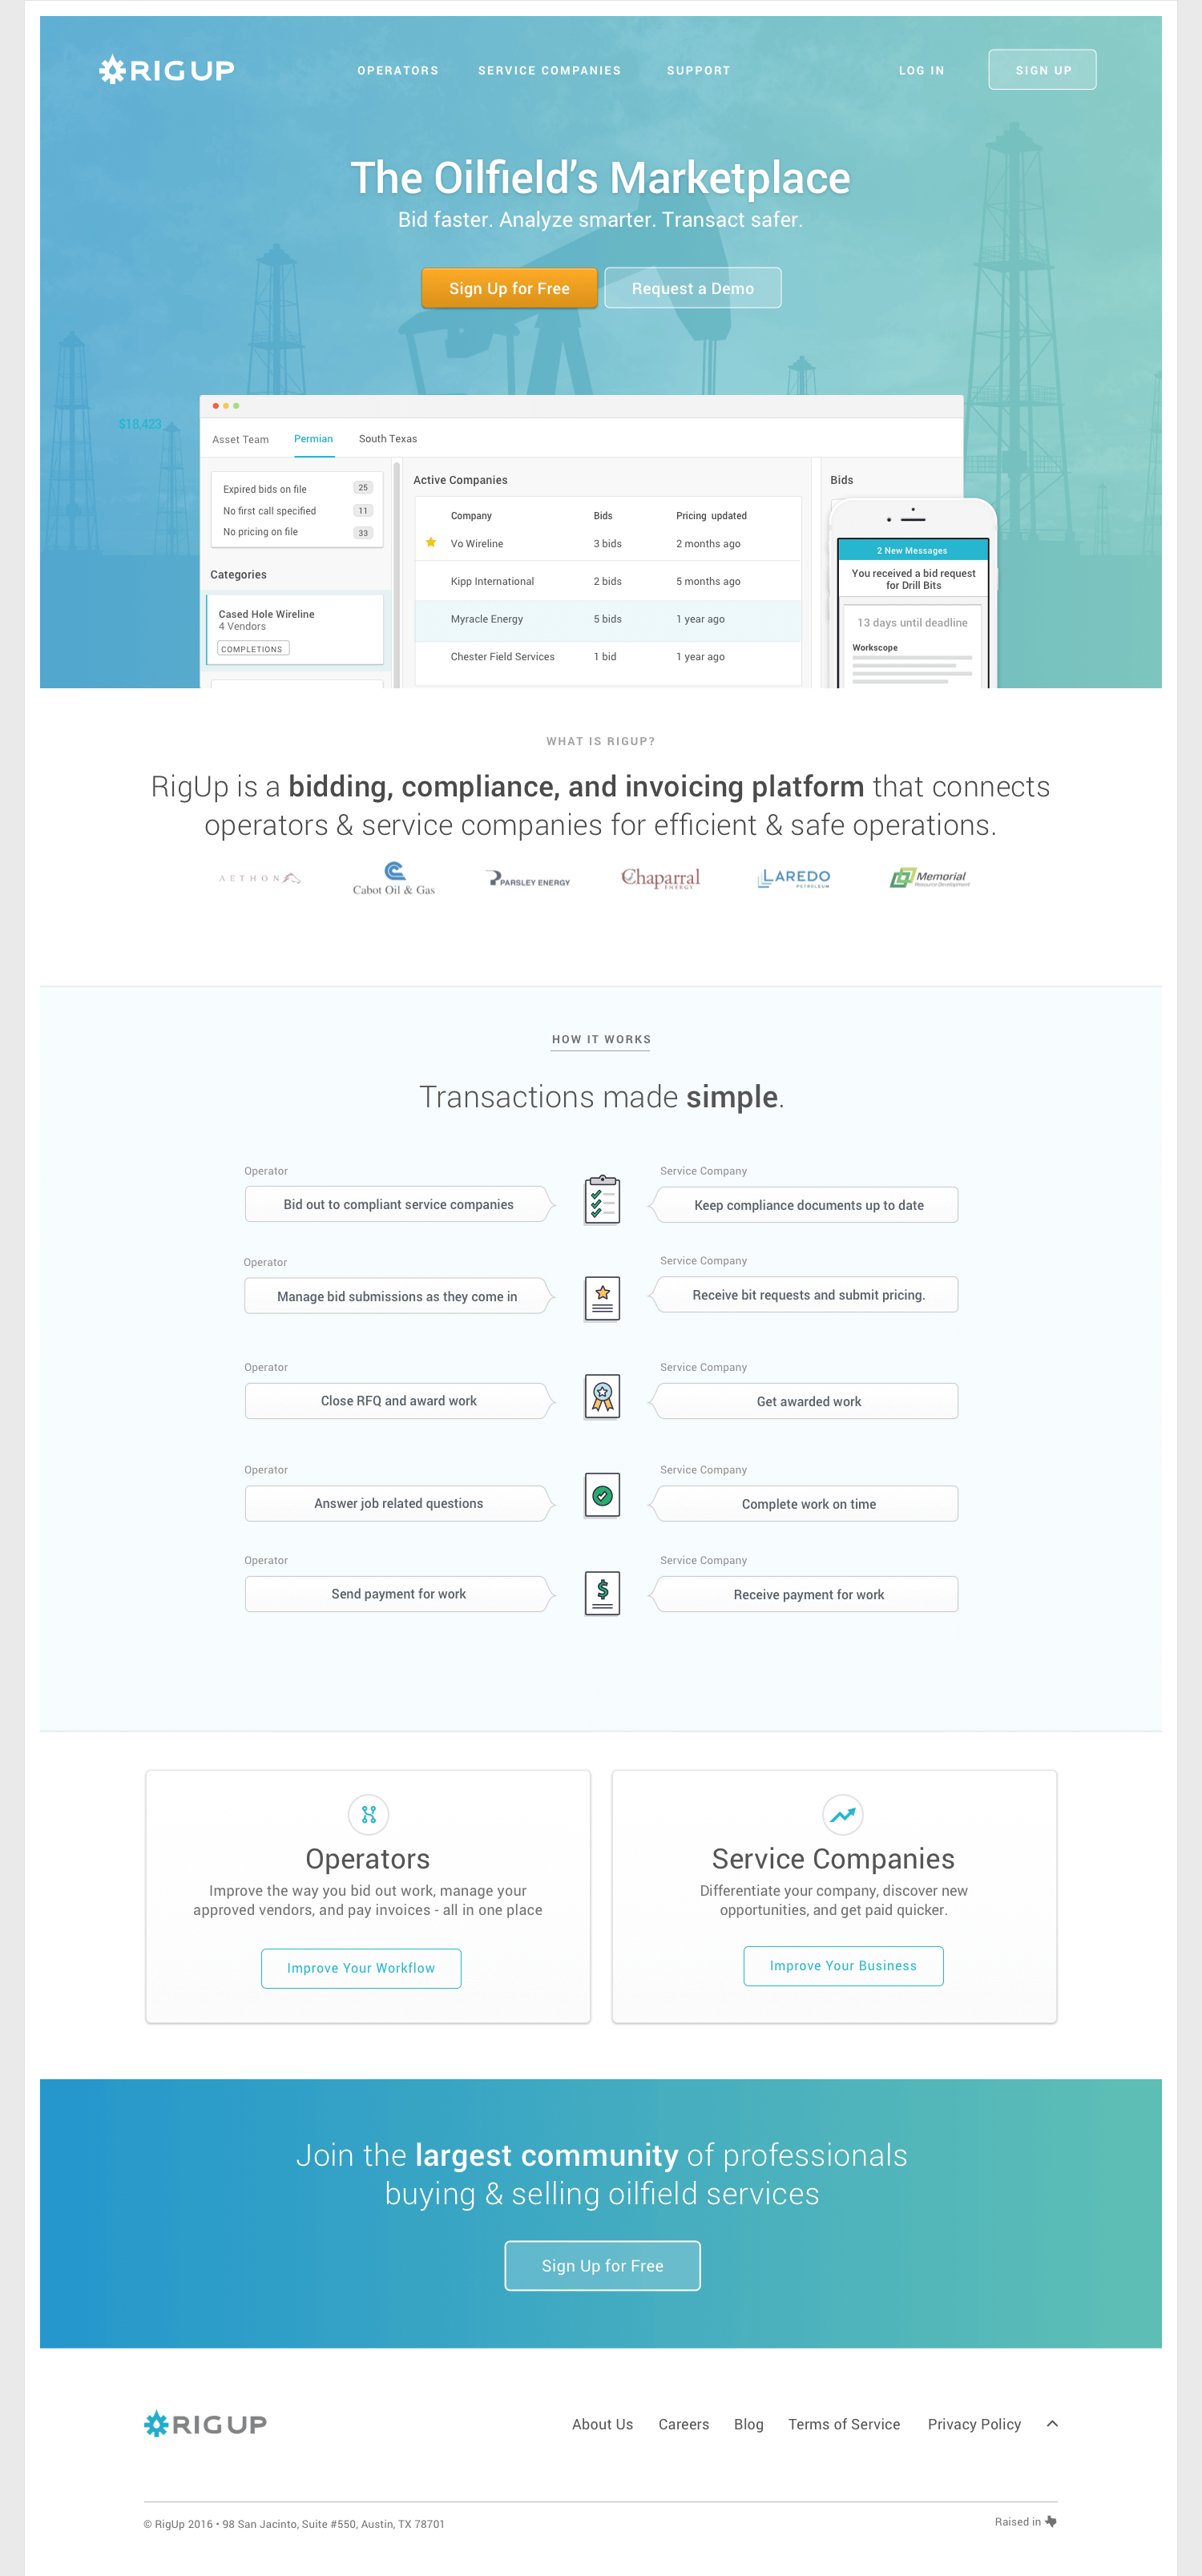 RIGUP
OPERATORS
SERVICE COMPANIES
SUPPORT
LOG IN
SIGN UP
The Oilfield's Marketplace
Bid faster. Analyze smarter. Transact safer.
Sign Up for Free
Request a Demo
$18,423
Asset Team
Permian
South Texas
Expired bids on file 25
No first call specified 11
No pricing on file 33
Categories
Cased Hole Wireline
4 Vendors
COMPLETIONS
Active Companies
Company Bids Pricing updated
Vo Wireline 3 bids 2 months ago
Kipp International 2 bids 5 months ago
Myracle Energy 5 bids 1 year ago
Chester Field Services 1 bid 1 year ago
Bids
2 New Messages
You received a bid request
for Drill Bits
13 days until deadline
Workscope
WHAT IS RIGUP?
RigUp is a bidding, compliance, and invoicing platform that connects
operators & service companies for efficient & safe operations.
AETHON
Cabot Oil & Gas
PARSLEY ENERGY
Chaparral
ENERGY
LAREDO
PETROLEUM
Memorial
Resource Development
HOW IT WORKS
Transactions made simple.
Operator
Bid out to compliant service companies
Service Company
Keep compliance documents up to date
Operator
Manage bid submissions as they come in
Service Company
Receive bit requests and submit pricing.
Operator
Close RFQ and award work
Service Company
Get awarded work
Operator
Answer job related questions
Service Company
Complete work on time
Operator
Send payment for work
$
Service Company
Receive payment for work
Operators
Improve the way you bid out work, manage your
approved vendors, and pay invoices - all in one place
Improve Your Workflow
Service Companies
Differentiate your company, discover new
opportunities, and get paid quicker.
Improve Your Business
Join the largest community of professionals
buying & selling oilfield services
Sign Up for Free
RIGUP
About Us
Careers
Blog
Terms of Service
Privacy Policy
© RigUp 2016 • 98 San Jacinto, Suite #550, Austin, TX 78701
Raised in